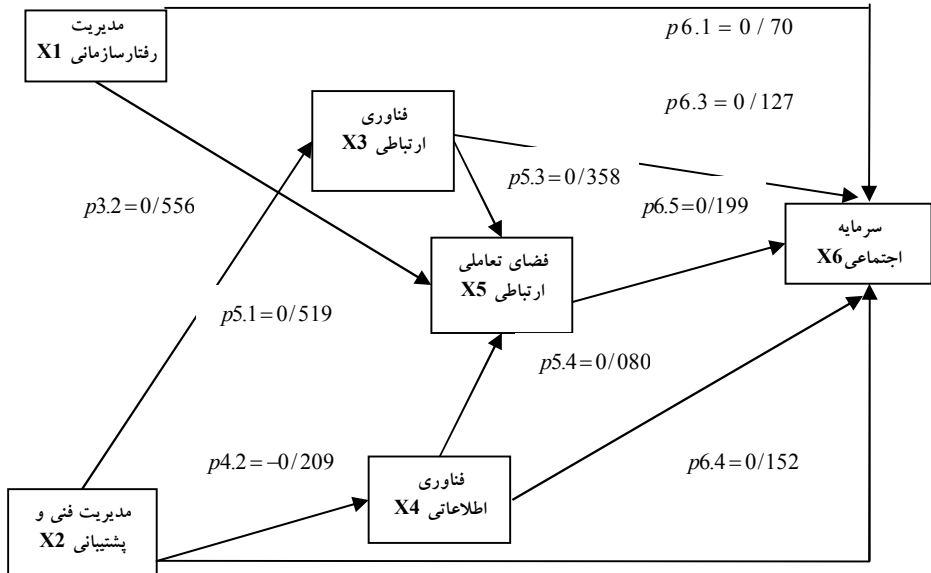 مدیریت
رفتارسازمانی X1
p6.1 = 0/70
p6.3 = 0/127
فناوری
ارتباطی X3
p5.3=0/358
p3.2=0/556
p6.5=0/199
سرمایه
اجتماعی X6
فضای تعاملی
ارتباطی X5
p5.1=0/519
p5.4=0/080
p4.2=−0/209
فناوری
اطلاعاتی X4
p6.4=0/152
مدیریت فنی و
پشتیبانی X2